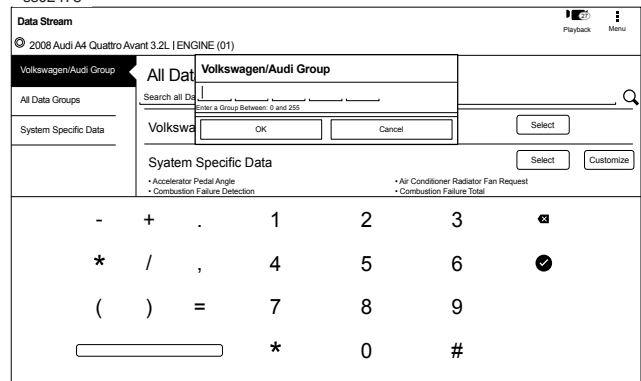 Data Stream
27
Playback
Menu
2008 Audi A4 Quattro Avant 3.2L | ENGINE (01)
Volkswagen/Audi Group
All Data Groups
System Specific Data
All Dat
Search all Da
Volkswa
Select
Volkswagen/Audi Group
Enter a Group Between: 0 and 255
OK
Cancel
Syatem Specific Data
Select
Customize
• Accelerator Pedal Angle
• Air Conditioner Radiator Fan Request
• Combustion Failure Detection
• Combustion Failure Total
- + . 1 2 3
* / , 4 5 6
( ) = 7 8 9
* 0 #